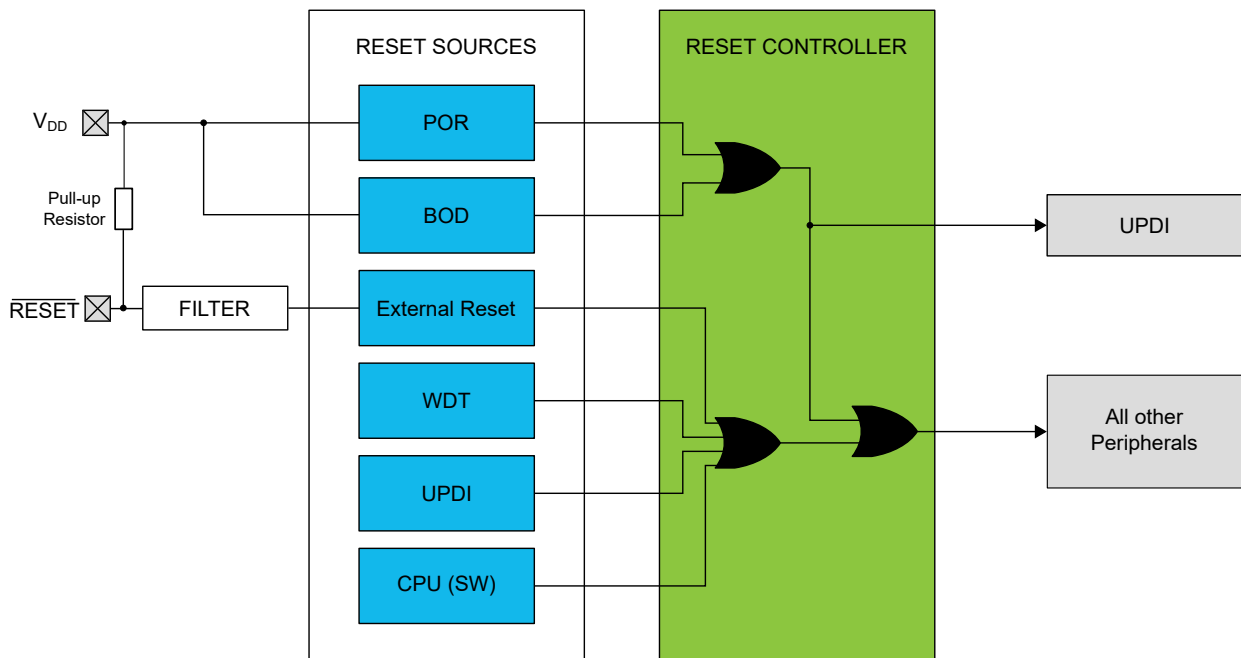 RESET SOURCES
RESET CONTROLLER
VDD
POR
Pull-up
Resistor
BOD
UPDI
RESET
FILTER
External Reset
WDT
All other
Peripherals
UPDI
CPU (SW)